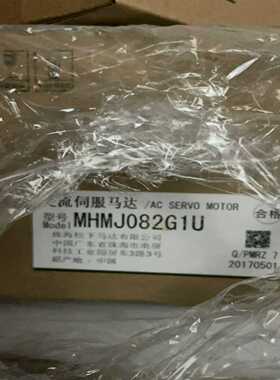 交流伺服马达 /AC SERVO MOTOR
型号
Model MHMJ082G1U
合格
珠海松下马达有限公司
中国广东省珠海市南屏
科技工业园屏东3路3号
原产地：中国
Q/PMRZ 7
20170501